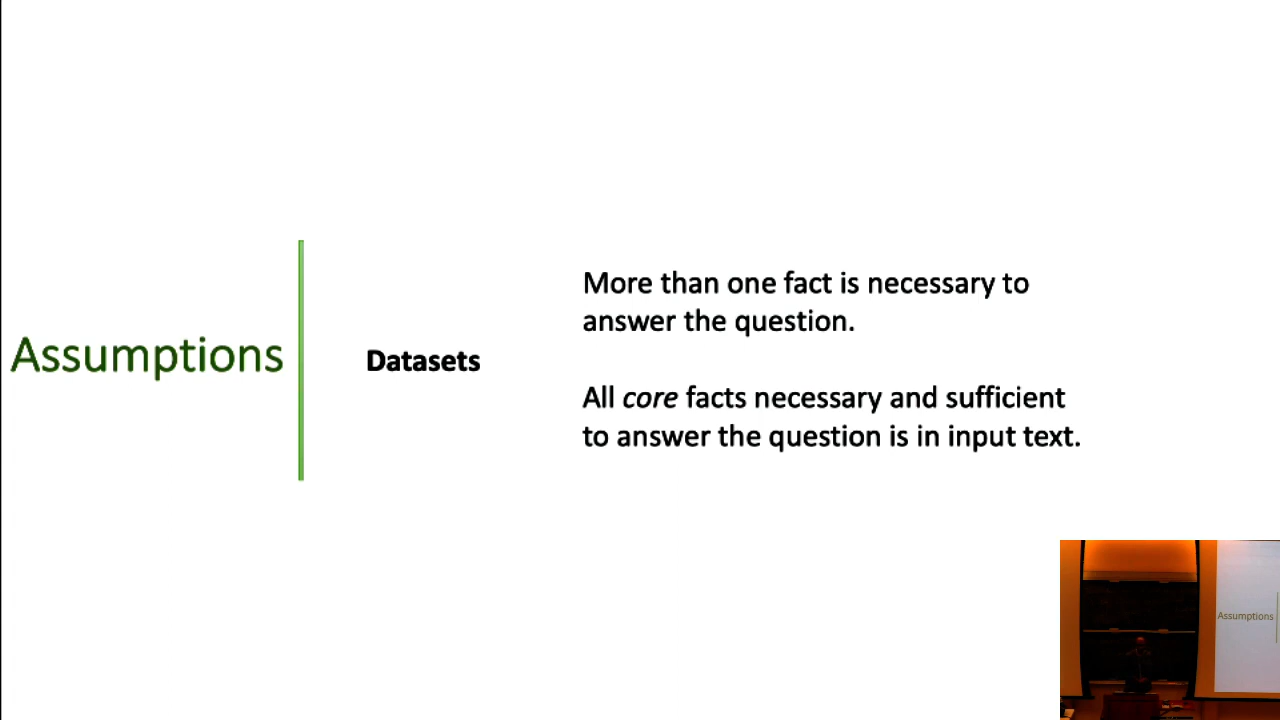 Assumptions
Datasets
More than one fact is necessary to
answer the question.
All core facts necessary and sufficient
to answer the question is in input text.
Assumptions